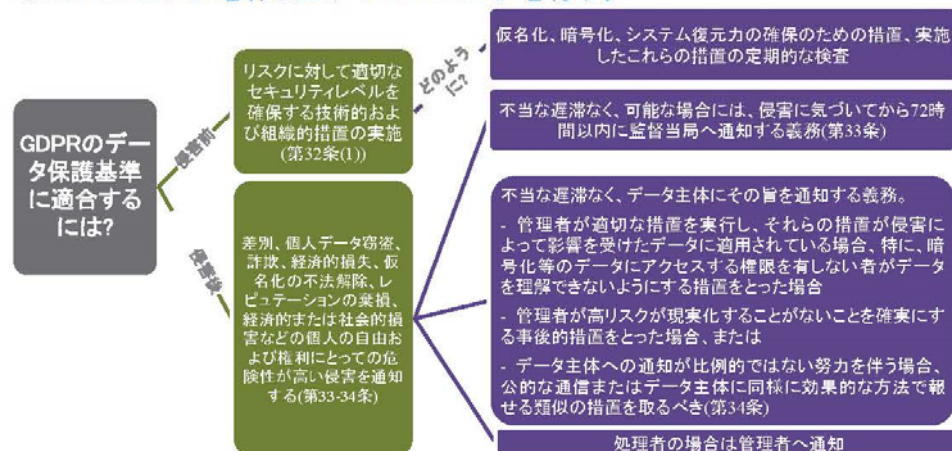 GDPRのデー
タ保護基準
に適合する
には?
侵害前
リスクに対して適切な
セキュリティレベルを
確保する技術的およ
び組織的措置の実施
(第32条(1))
どのよう
に?
仮名化、暗号化、システム復元力の確保のための措置、実施
したこれらの措置の定期的な検査
不当な遅滞なく、可能な場合には、侵害に気づいてから72時
間以内に監督当局へ通知する義務(第33条)
差別、個人データ窃盗、
詐欺、経済的損失、仮
名化の不法解除、レ
ピュテーションの棄損、
経済的または社会的損
害などの個人の自由お
よび権利にとっての危
険性が高い侵害を通知
する(第33-34条)
不当な遅滞なく、データ主体にその旨を通知する義務。
- 管理者が適切な措置を実行し、それらの措置が侵害
によって影響を受けたデータに適用されている場合、特に、暗
号化等のデータにアクセスする権限を有しない者がデータ
を理解できないようにする措置をとった場合
- 管理者が高リスクが現実化することがないことを確実にす
る事後的措置をとった場合、または
- データ主体への通知が比例的ではない努力を伴う場合、
公的な通信またはデータ主体に同様に効果的な方法で報
せる類似の措置を取るべき(第34条)
処理者の場合は管理者へ通知